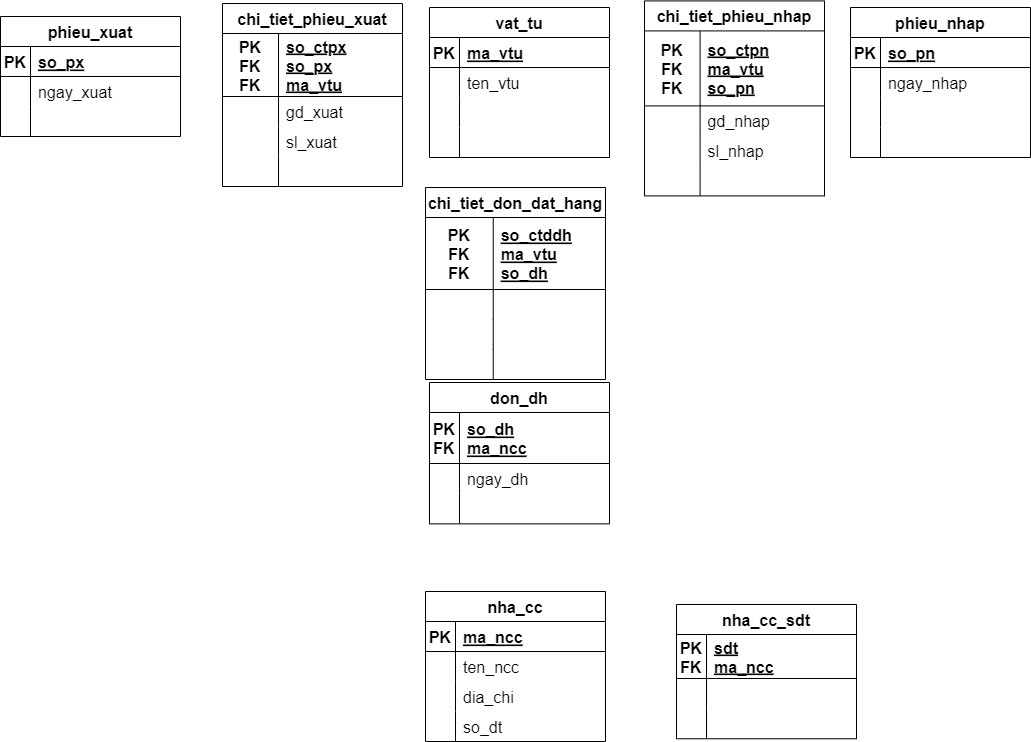 phieu_xuat
PK so_px
ngay_xuat
chi_tiet_phieu_xuat
PK so_ctpx
FK so_px
FK ma_vtu
gd_xuat
sl_xuat
vat_tu
PK ma_vtu
ten_vtu
chi_tiet_phieu_nhap
PK so_ctpn
FK ma_vtu
FK so_pn
gd_nhap
sl_nhap
phieu_nhap
PK so_pn
ngay_nhap
chi_tiet_don_dat_hang
PK so_ctddh
FK ma_vtu
FK so_dh
don_dh
PK so_dh
FK ma_ncc
ngay_dh
nha_cc
PK ma_ncc
ten_ncc
dia_chi
so_dt
nha_cc_sdt
PK sdt
FK ma_ncc